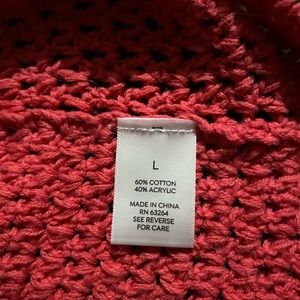 L
60% COTTON
40% ACRYLIC
MADE IN CHINA
RN 63264
SEE REVERSE
FOR CARE